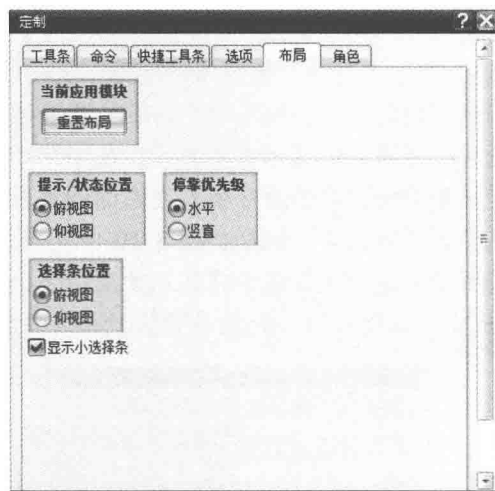 定制
工具条 命令 快捷工具条 选项 布局 角色
当前应用模块
重置布局
提示/状态位置 停靠优先级
俯视图 水平
仰视图 竖直
选择条位置
俯视图
仰视图
显示小选择条